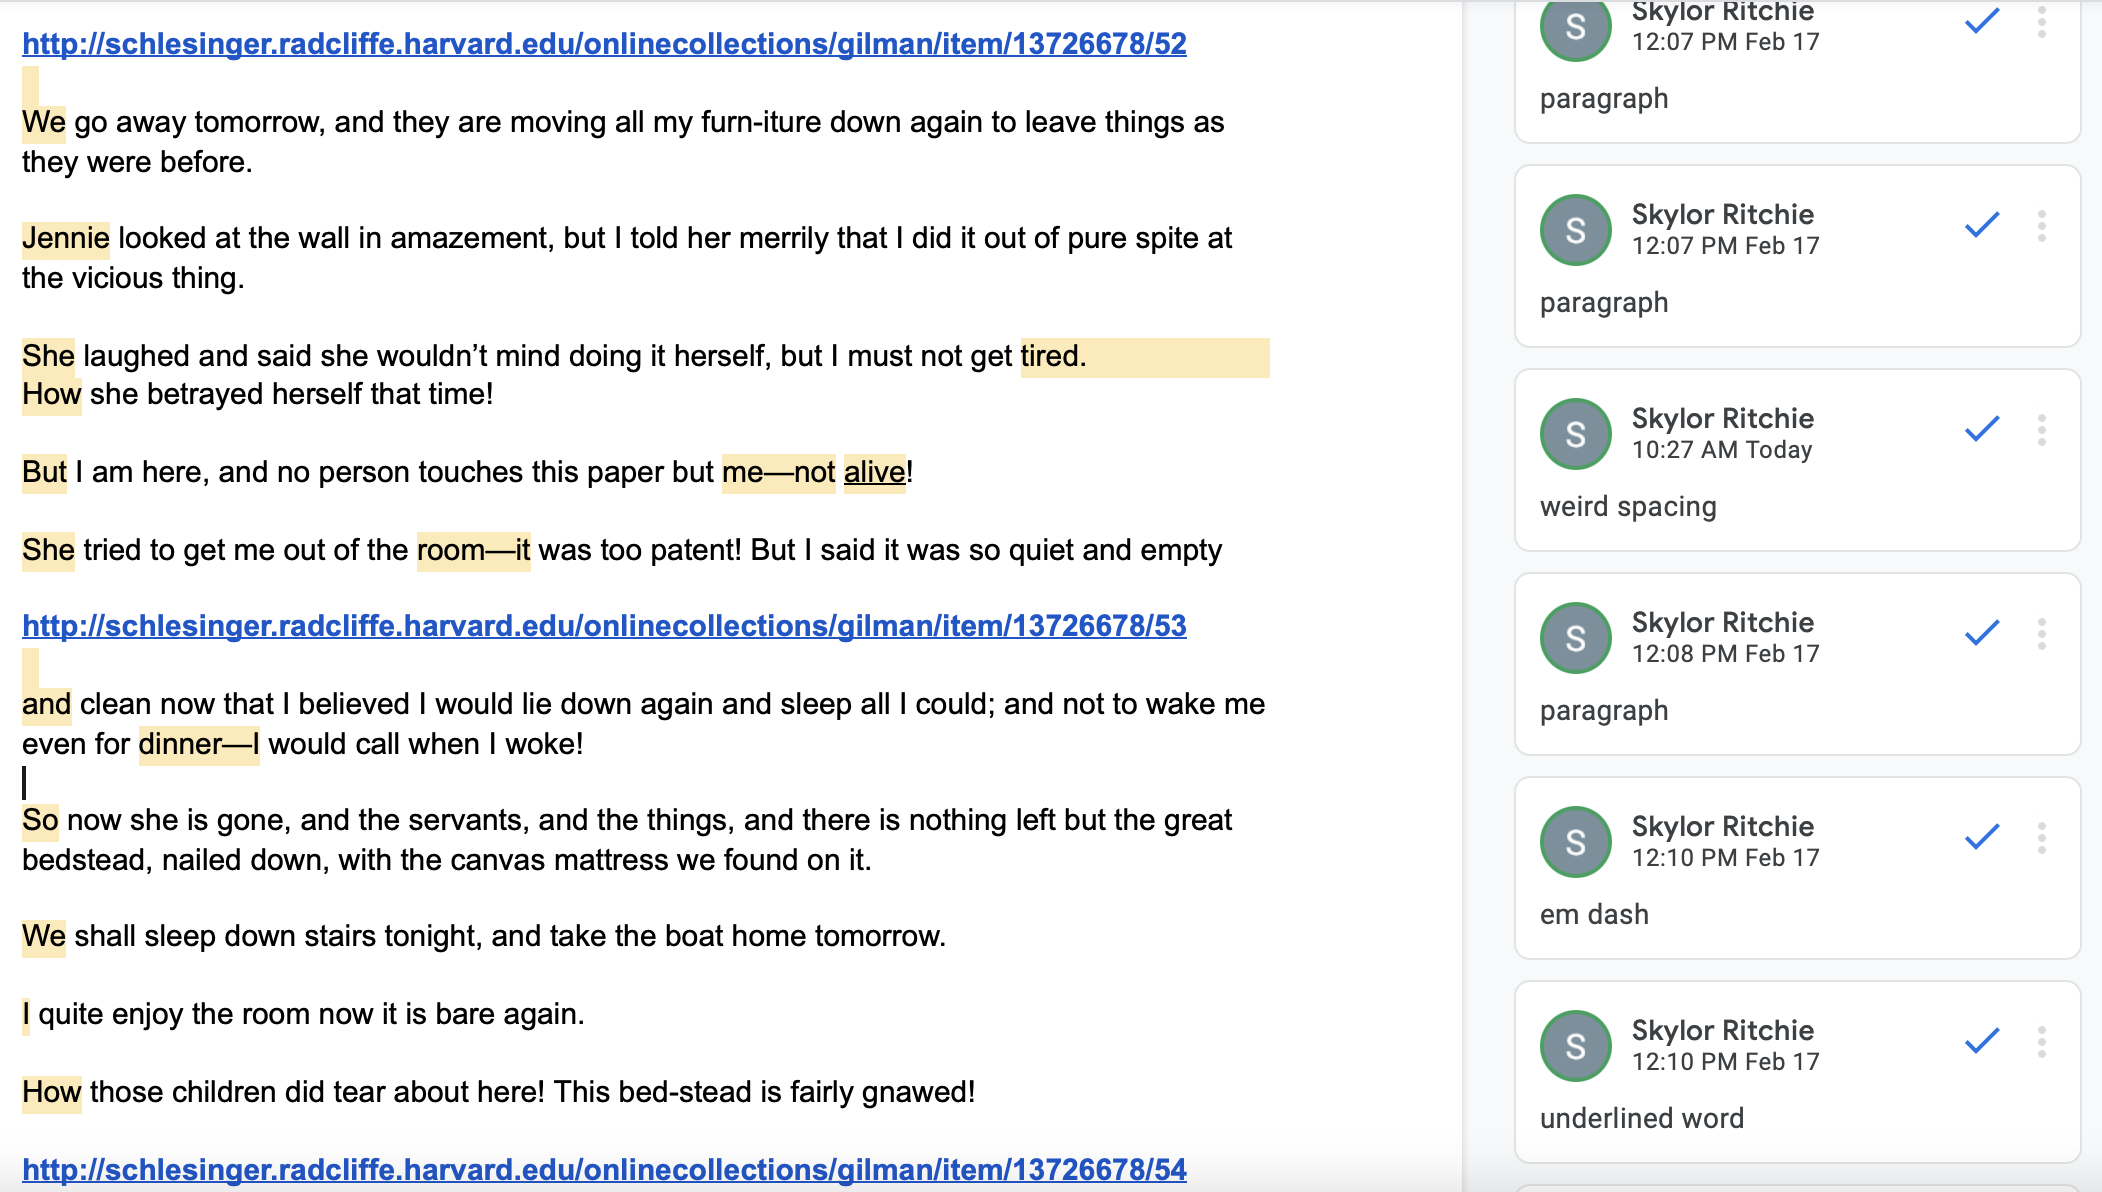 http://schlesinger.radcliffe.harvard.edu/onlinecollections/gilman/item/13726678/52
We go away tomorrow, and they are moving all my furn-iture down again to leave things as
they were before.
Jennie looked at the wall in amazement, but I told her merrily that I did it out of pure spite at
the vicious thing.
She laughed and said she wouldn’t mind doing it herself, but I must not get tired.
How she betrayed herself that time!
But I am here, and no person touches this paper but me—not alive!
She tried to get me out of the room—it was too patent! But I said it was so quiet and empty
http://schlesinger.radcliffe.harvard.edu/onlinecollections/gilman/item/13726678/53
and clean now that I believed I would lie down again and sleep all I could; and not to wake me
even for dinner—I would call when I woke!
So now she is gone, and the servants, and the things, and there is nothing left but the great
bedstead, nailed down, with the canvas mattress we found on it.
We shall sleep down stairs tonight, and take the boat home tomorrow.
I quite enjoy the room now it is bare again.
How those children did tear about here! This bed-stead is fairly gnawed!
http://schlesinger.radcliffe.harvard.edu/onlinecollections/gilman/item/13726678/54
S
Skylor Ritchie
12:07 PM Feb 17
paragraph
S
Skylor Ritchie
12:07 PM Feb 17
paragraph
S
Skylor Ritchie
10:27 AM Today
weird spacing
S
Skylor Ritchie
12:08 PM Feb 17
paragraph
S
Skylor Ritchie
12:10 PM Feb 17
em dash
S
Skylor Ritchie
12:10 PM Feb 17
underlined word